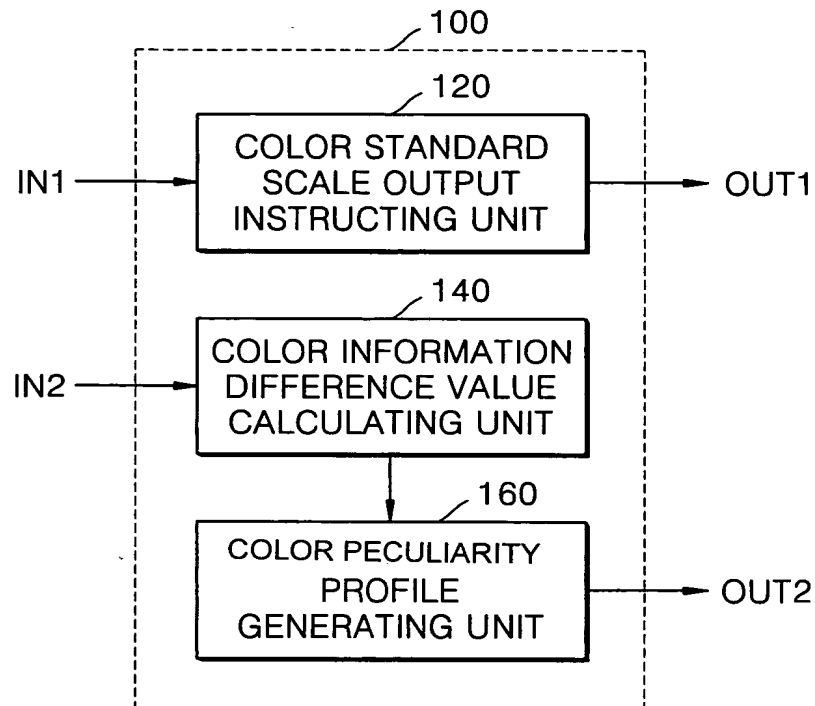 100
120
IN1
COLOR STANDARD
SCALE OUTPUT
INSTRUCTING UNIT
OUT1
140
IN2
COLOR INFORMATION
DIFFERENCE VALUE
CALCULATING UNIT
160
COLOR PECULIARITY
PROFILE
GENERATING UNIT
OUT2